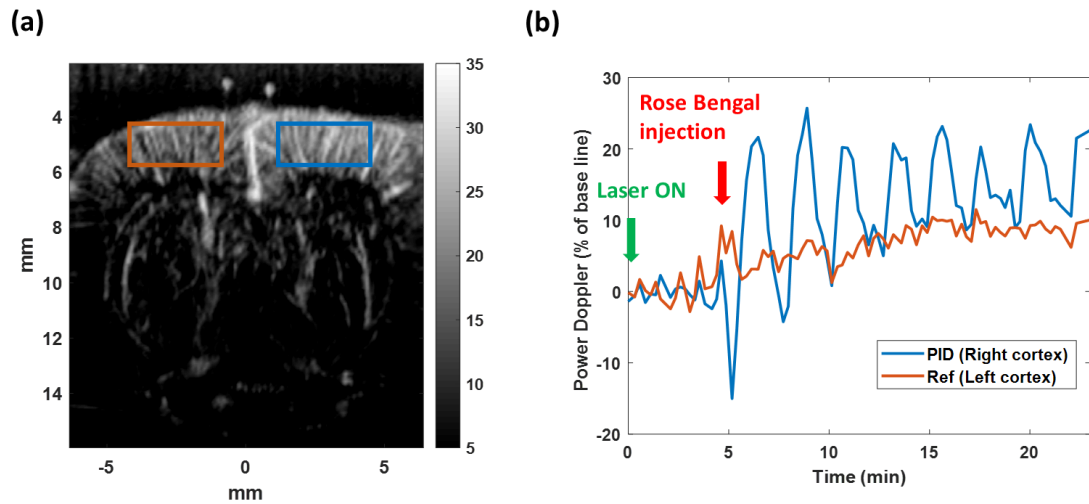 (a)
(b)
4
6
8
10
12
14
mm
-5
0
5
mm
35
30
25
20
15
10
5
Power Doppler (% of base line)
30
20
10
0
-10
-20
Laser ON
Rose Bengal
injection
PID (Right cortex)
Ref (Left cortex)
0
5
10
15
20
Time (min)